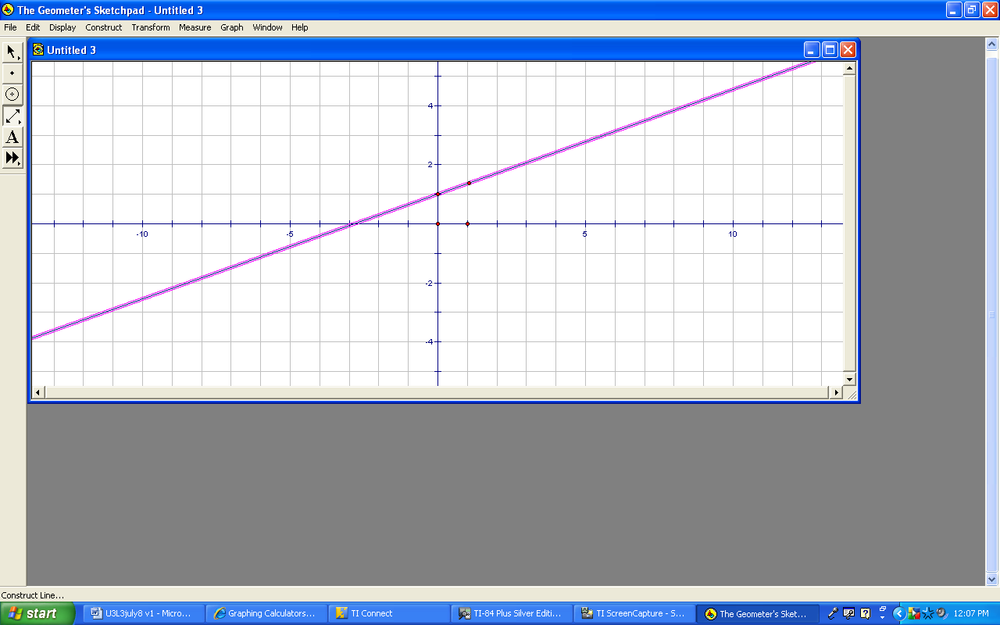 The Geometer's Sketchpad - Untitled 3
File Edit Display Construct Transform Measure Graph Window Help
Untitled 3
A
4
2
-10 -5 5 10
-2
-4
Construct Line...
start U3L3july8 v1 - Micro... Graphing Calculators... TI Connect TI-84 Plus Silver Editi... TI ScreenCapture - S... The Geometer's Sket... 12:07 PM